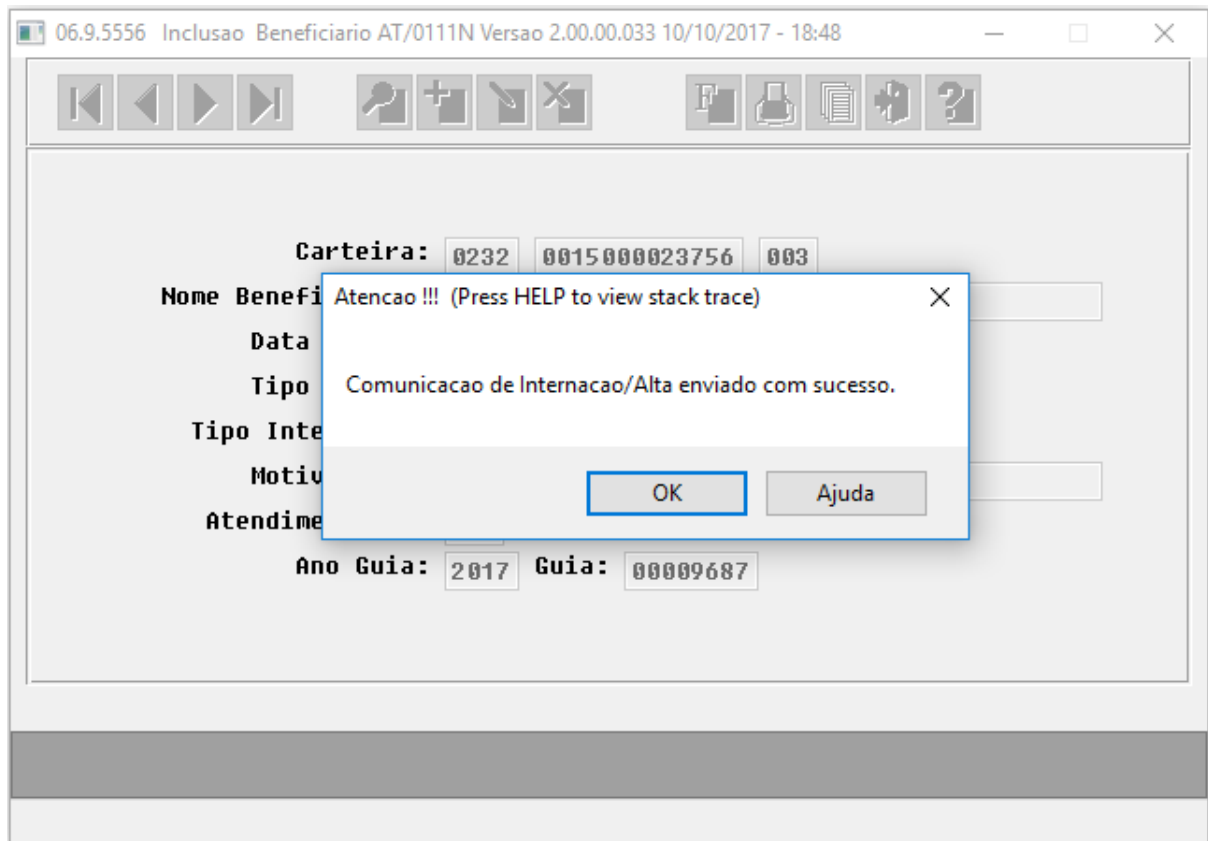 06.9.5556 Inclusao Beneficiario AT/0111N Versao 2.00.00.033 10/10/2017 - 18:48
F
?
Carteira: 0232 0015000023756 003
Nome Benefi
Atencao !!! (Press HELP to view stack trace)
Data
Tipo
Comunicacao de Internacao/Alta enviado com sucesso.
Tipo Inte
Motiv
OK Ajuda
Atendime
Ano Guia: 2017 Guia: 00009687